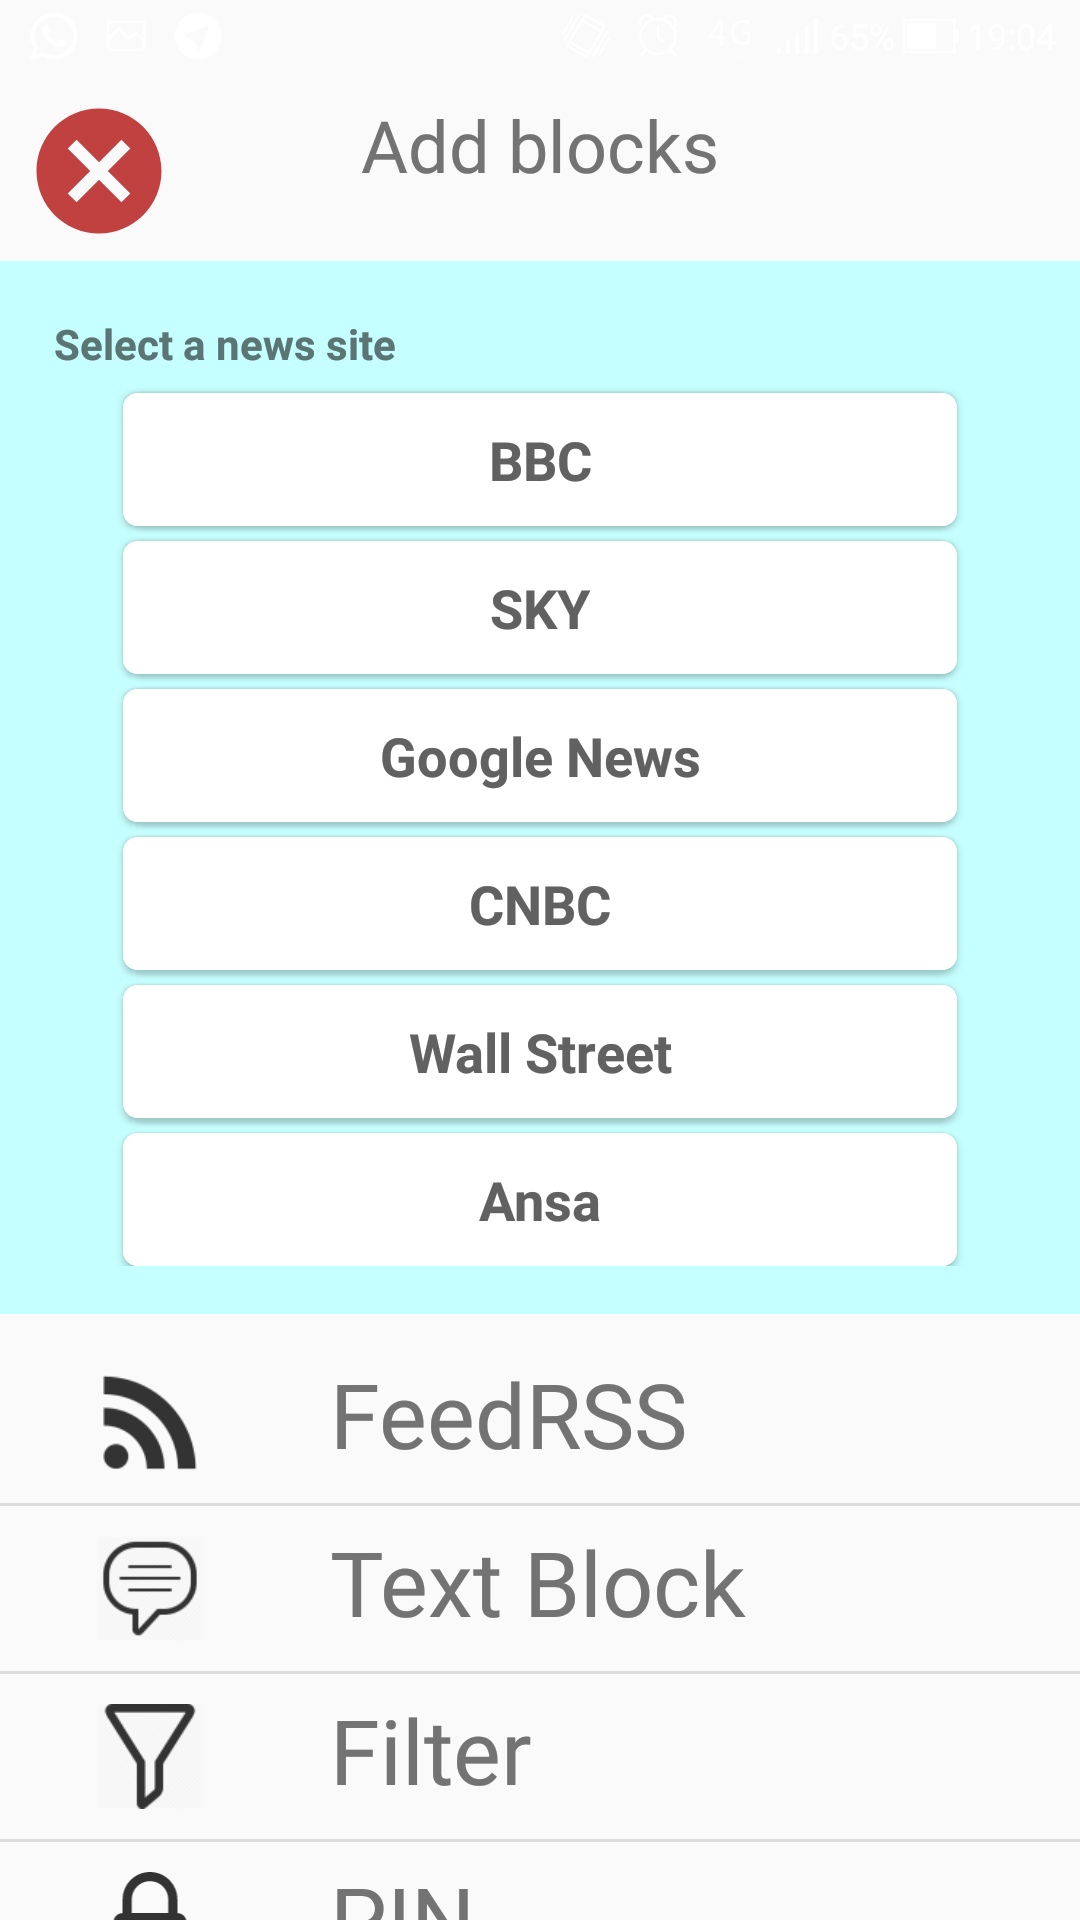 4G 65% 19:04
Add blocks
Select a news site
BBC
SKY
Google News
CNBC
Wall Street
Ansa
FeedRSS
Text Block
Filter
PIN